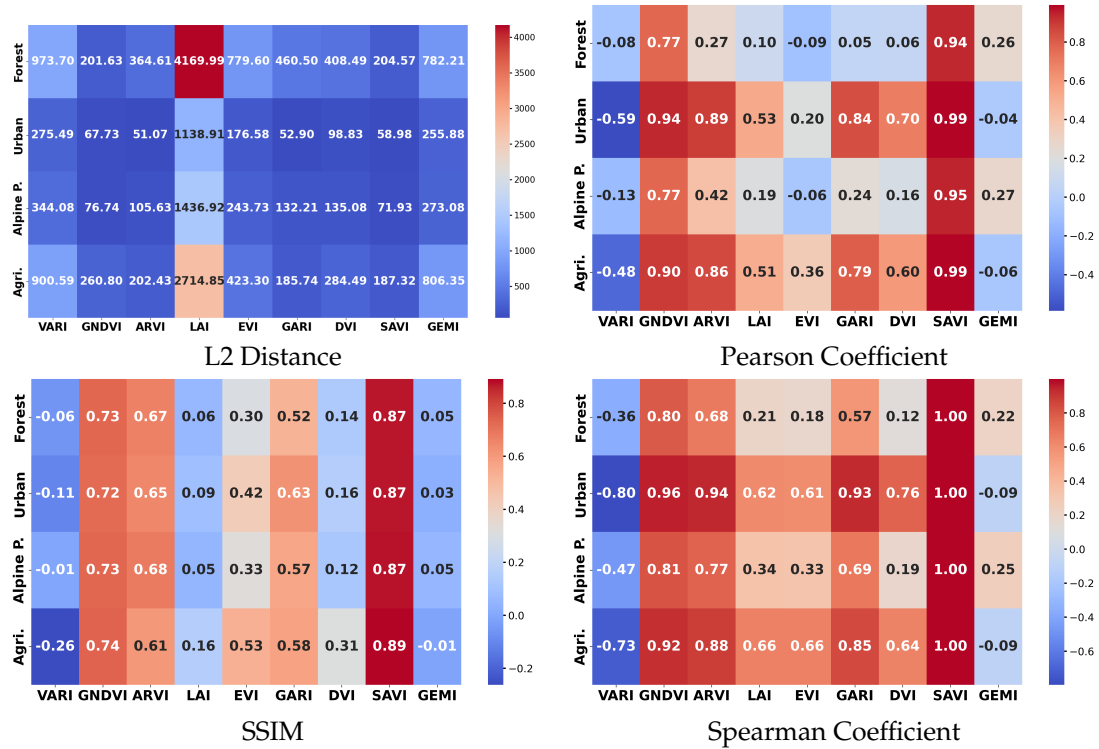 Forest 973.70 201.63 364.61 4169.99 779.60 460.50 408.49 204.57 782.21
Urban 275.49 67.73 51.07 1138.91 176.58 52.90 98.83 58.98 255.88
Alpine P. 344.08 76.74 105.63 1436.92 243.73 132.21 135.08 71.93 273.08
Agri. 900.59 260.80 202.43 2714.85 423.30 185.74 284.49 187.32 806.35
VARI GNDVI ARVI LAI EVI GARI DVI SAVI GEMI
4000
3500
3000
2500
2000
1500
1000
500
L2 Distance
Forest -0.08 0.77 0.27 0.10 -0.09 0.05 0.06 0.94 0.26
Urban -0.59 0.94 0.89 0.53 0.20 0.84 0.70 0.99 -0.04
Alpine P. -0.13 0.77 0.42 0.19 -0.06 0.24 0.16 0.95 0.27
Agri. -0.48 0.90 0.86 0.51 0.36 0.79 0.60 0.99 -0.06
VARI GNDVI ARVI LAI EVI GARI DVI SAVI GEMI
0.8
0.6
0.4
0.2
0.0
−0.2
−0.4
Pearson Coefficient
Forest -0.06 0.73 0.67 0.06 0.30 0.52 0.14 0.87 0.05
Urban -0.11 0.72 0.65 0.09 0.42 0.63 0.16 0.87 0.03
Alpine P. -0.01 0.73 0.68 0.05 0.33 0.57 0.12 0.87 0.05
Agri. -0.26 0.74 0.61 0.16 0.53 0.58 0.31 0.89 -0.01
VARI GNDVI ARVI LAI EVI GARI DVI SAVI GEMI
0.8
0.6
0.4
0.2
0.0
−0.2
SSIM
Forest -0.36 0.80 0.68 0.21 0.18 0.57 0.12 1.00 0.22
Urban -0.80 0.96 0.94 0.62 0.61 0.93 0.76 1.00 -0.09
Alpine P. -0.47 0.81 0.77 0.34 0.33 0.69 0.19 1.00 0.25
Agri. -0.73 0.92 0.88 0.66 0.66 0.85 0.64 1.00 -0.09
VARI GNDVI ARVI LAI EVI GARI DVI SAVI GEMI
0.8
0.6
0.4
0.2
0.0
−0.2
−0.4
−0.6
Spearman Coefficient